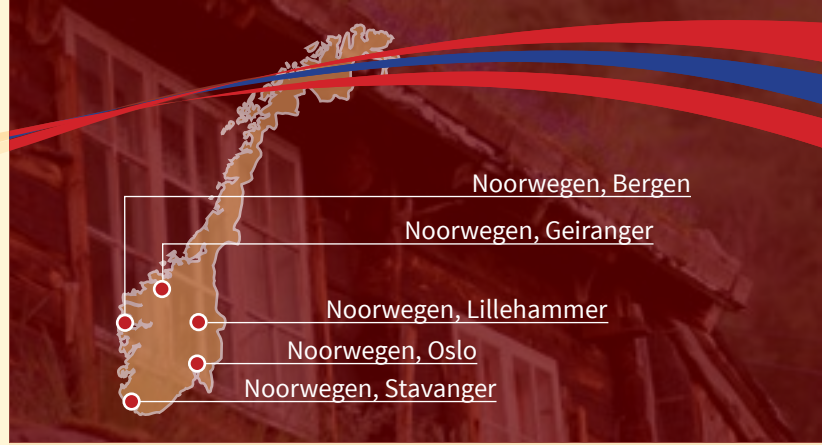 Noorwegen, Bergen
Noorwegen, Geiranger
Noorwegen, Lillehammer
Noorwegen, Oslo
Noorwegen, Stavanger